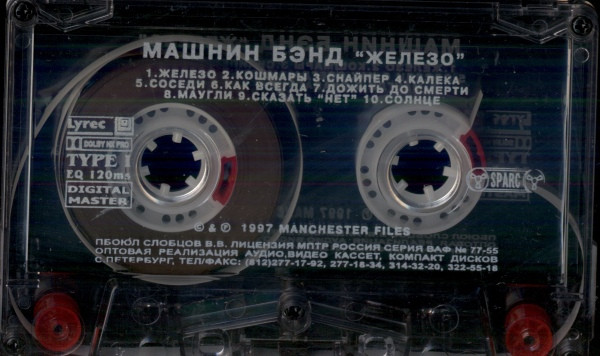 МАШНИН БЭНД "ЖЕЛЕЗО"
1.ЖЕЛЕЗО 2.КОШМАРЫ 3.СНАЙПЕР 4.КАЛЕКА
5.СОСЕДИ 6.КАК ВСЕГДА 7.ДОЖИТЬ ДО СМЕРТИ
8.МАУГЛИ 9.СКАЗАТЬ "НЕТ" 10.СОЛНЦЕ
Lyrec
DOLBY HX PRO
TYPE I
EQ 120ms
DIGITAL
MASTER
SPARC
© & ℗ 1997 MANCHESTER FILES
ПБОЮЛ СЛОБЦОВ В.В. ЛИЦЕНЗИЯ МПТР РОССИЯ СЕРИЯ ВАФ № 77-55
ОПТОВАЯ РЕАЛИЗАЦИЯ АУДИО,ВИДЕО КАССЕТ, КОМПАКТ ДИСКОВ
С.ПЕТЕРБУРГ, ТЕЛ/ФАКС: (812)277-17-92, 277-18-34, 314-32-20, 322-55-16